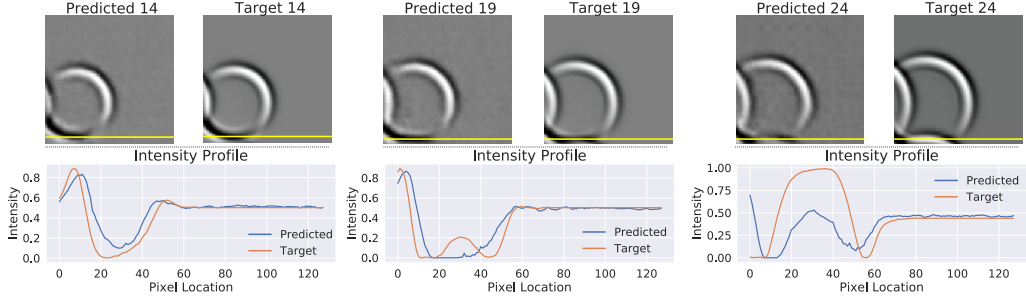 Predicted 14 Target 14 Predicted 19 Target 19 Predicted 24 Target 24
Intensity Profile Intensity Profile Intensity Profile
Intensity
0.8
0.6
0.4
0.2
0.0
Predicted
Target
0 20 40 60 80 100 120
Pixel Location
Intensity
0.8
0.6
0.4
0.2
0.0
Predicted
Target
0 20 40 60 80 100 120
Pixel Location
Intensity
1.00
0.75
0.50
0.25
0.00
Predicted
Target
0 20 40 60 80 100 120
Pixel Location